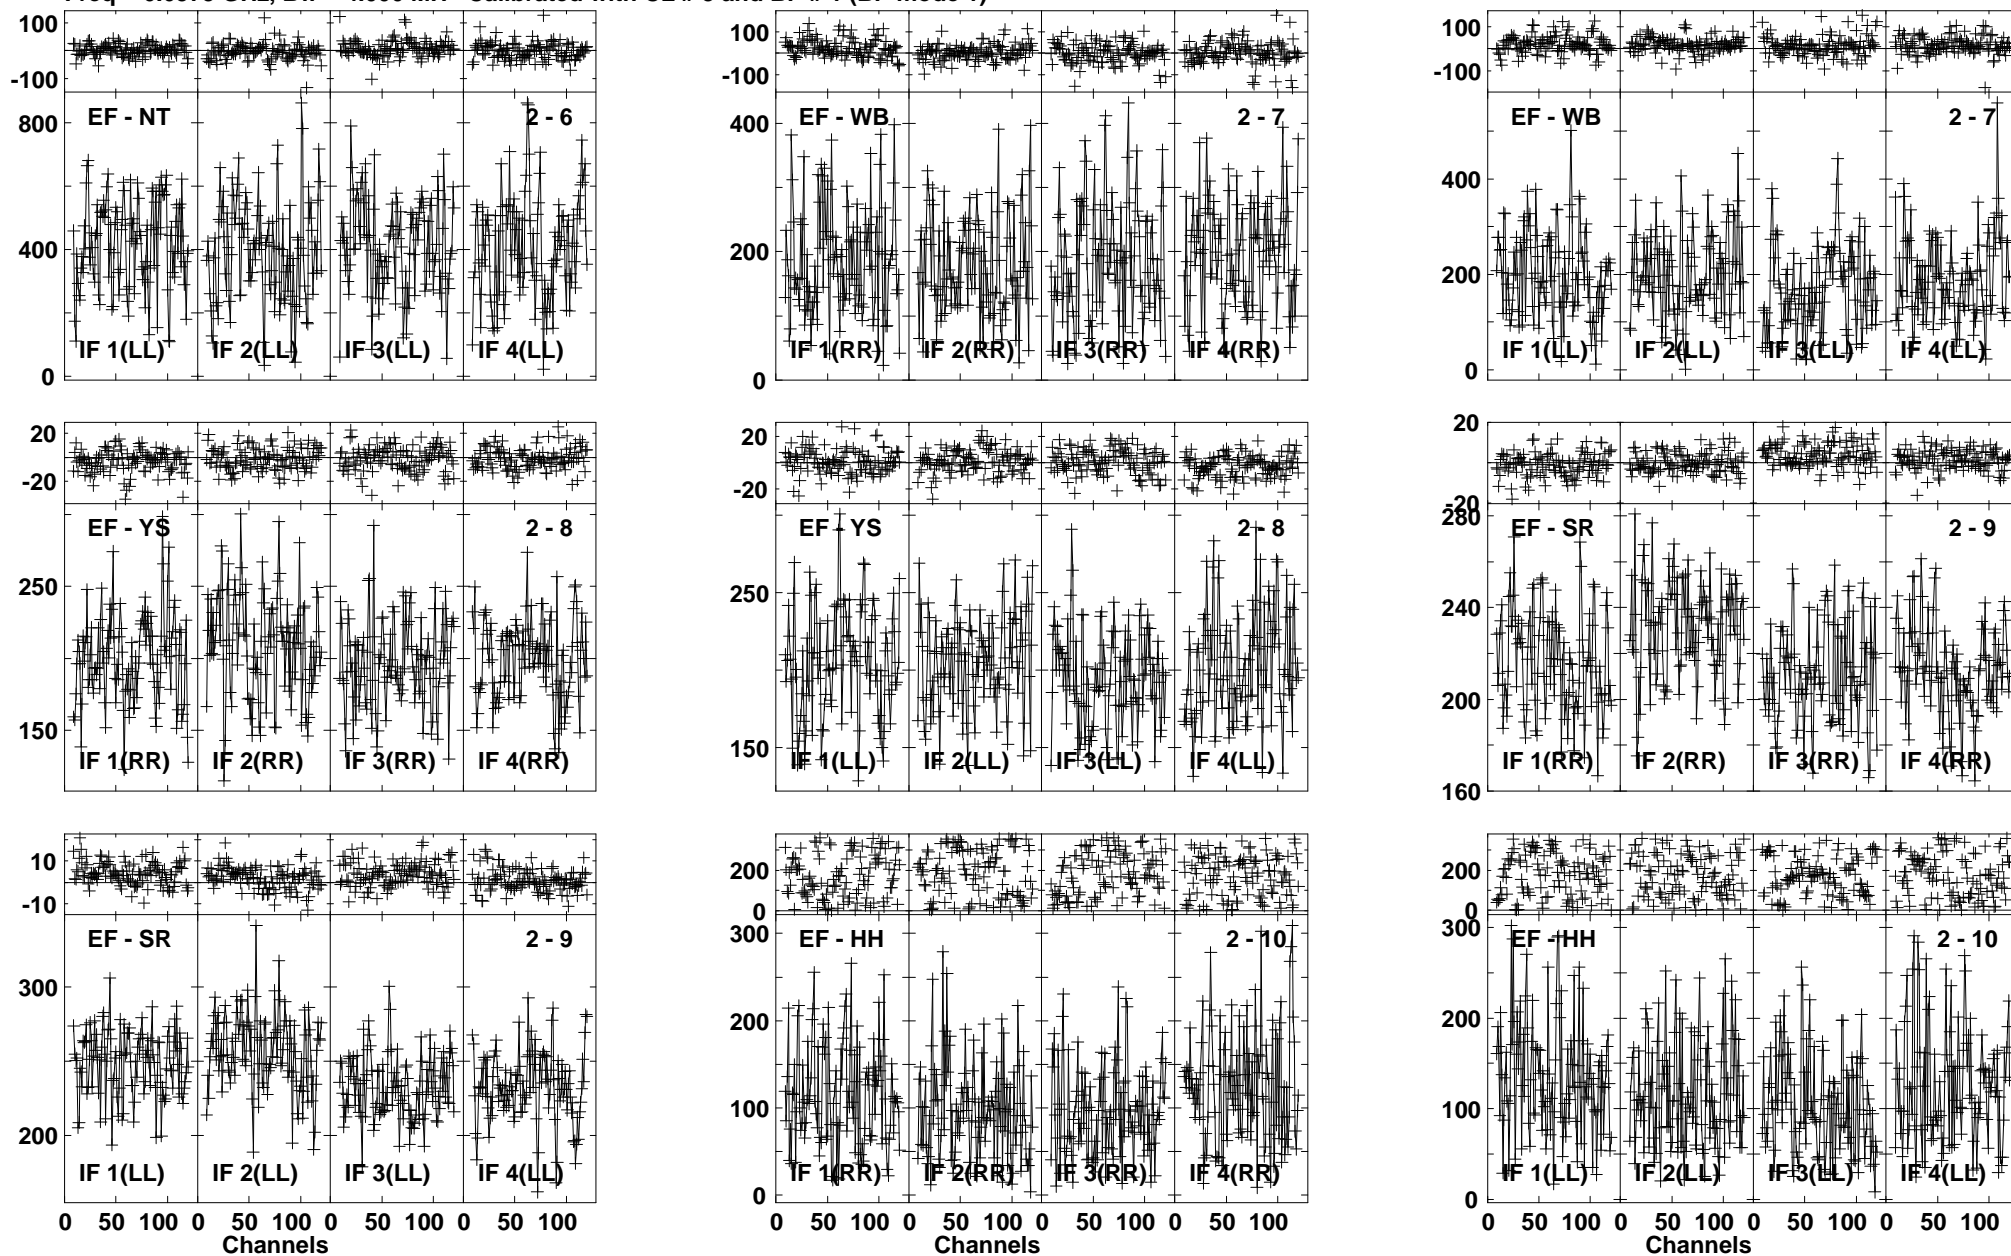 100
-100
EF - NT 2 - 6
800
400
0
IF 1(LL) IF 2(LL) IF 3(LL) IF 4(LL)
100
-100
EF - WB 2 - 7
400
200
0
IF 1(RR) IF 2(RR) IF 3(RR) IF 4(RR)
100
-100
EF - WB 2 - 7
400
200
0
IF 1(LL) IF 2(LL) IF 3(LL) IF 4(LL)
20
-20
EF - YS 2 - 8
250
150
IF 1(RR) IF 2(RR) IF 3(RR) IF 4(RR)
20
-20
EF - YS 2 - 8
250
150
IF 1(LL) IF 2(LL) IF 3(LL) IF 4(LL)
20
20
280
EF - SR 2 - 9
240
200
160
IF 1(RR) IF 2(RR) IF 3(RR) IF 4(RR)
10
-10
EF - SR 2 - 9
300
200
IF 1(LL) IF 2(LL) IF 3(LL) IF 4(LL)
0 50 100 0 50 100 0 50 100 0 50 100
Channels
200
0
300
EF - HH 2 - 10
200
100
0
IF 1(RR) IF 2(RR) IF 3(RR) IF 4(RR)
0 50 100 0 50 100 0 50 100 0 50 100
Channels
200
0
300
EF - HH 2 - 10
200
100
0
IF 1(LL) IF 2(LL) IF 3(LL) IF 4(LL)
0 50 100 0 50 100 0 50 100 0 50 100
Channels